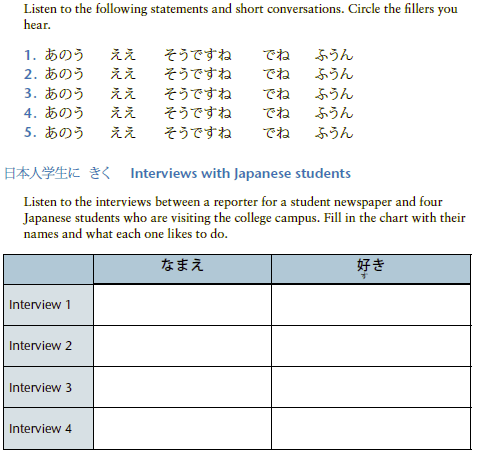 Listen to the following statements and short conversations. Circle the fillers you
hear.
1. あのう ええ そうですね でね ふうん
2. あのう ええ そうですね でね ふうん
3. あのう ええ そうですね でね ふうん
4. あのう ええ そうですね でね ふうん
5. あのう ええ そうですね でね ふうん
日本人学生に きく Interviews with Japanese students
Listen to the interviews between a reporter for a student newspaper and four
Japanese students who are visiting the college campus. Fill in the chart with their
names and what each one likes to do.
なまえ 好き
す
Interview 1
Interview 2
Interview 3
Interview 4